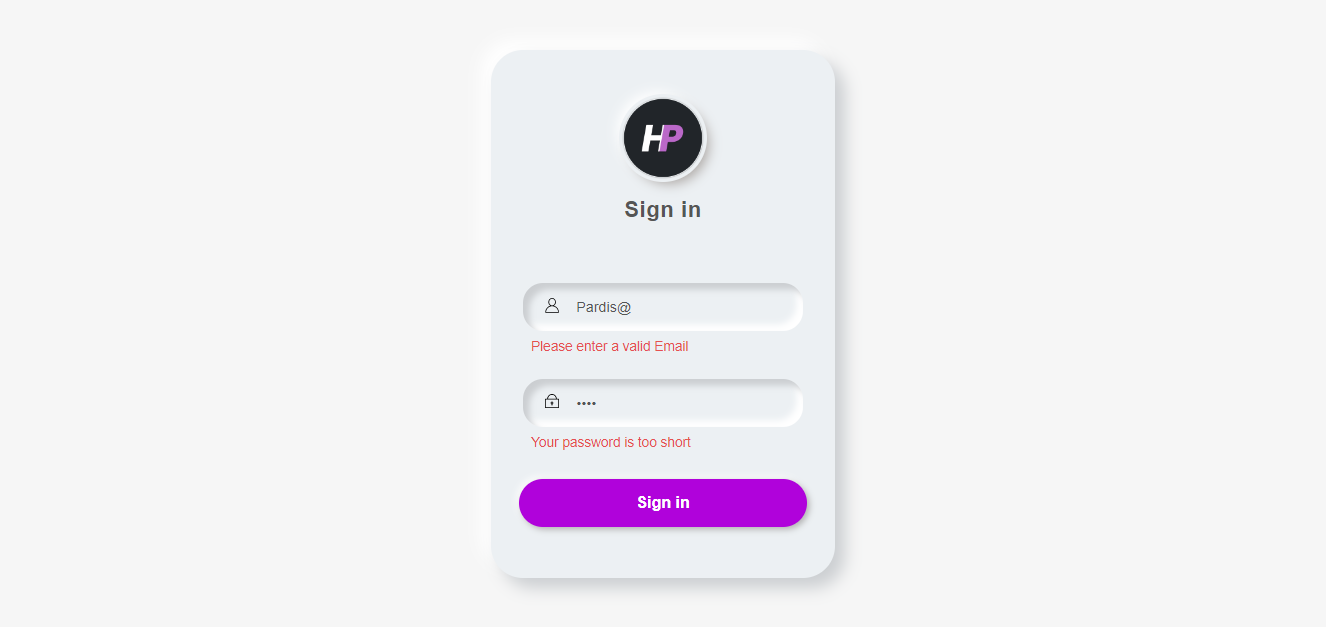 HP
Sign in
Pardis@
Please enter a valid Email
••••
Your password is too short
Sign in